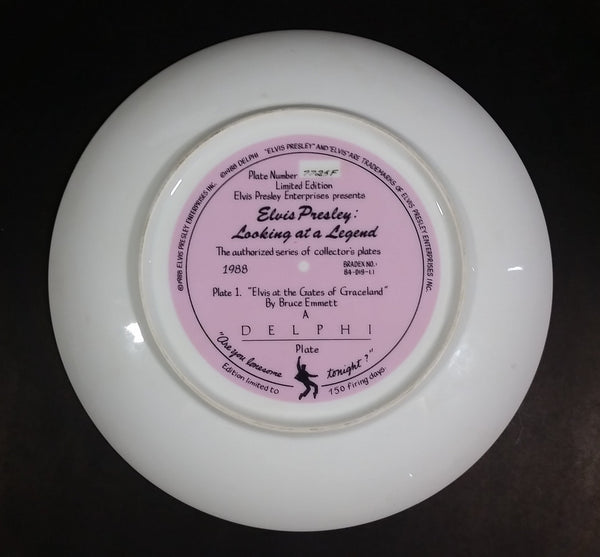 ©1988 ELVIS PRESLEY ENTERPRISES INC. ©1988 DELPHI "ELVIS PRESLEY" AND "ELVIS" ARE TRADEMARKS OF ELVIS PRESLEY ENTERPRISES INC.
Plate Number
Limited Edition
Elvis Presley Enterprises presents
Elvis Presley:
Looking at a Legend
The authorized series of collector's plates
1988 BRADEX NO.:
84-D19-1.1
Plate 1. "Elvis at the Gates of Graceland"
By Bruce Emmett
A
DELPHI
Plate
"Are you lonesome tonight?"
Edition limited to 150 firing days.